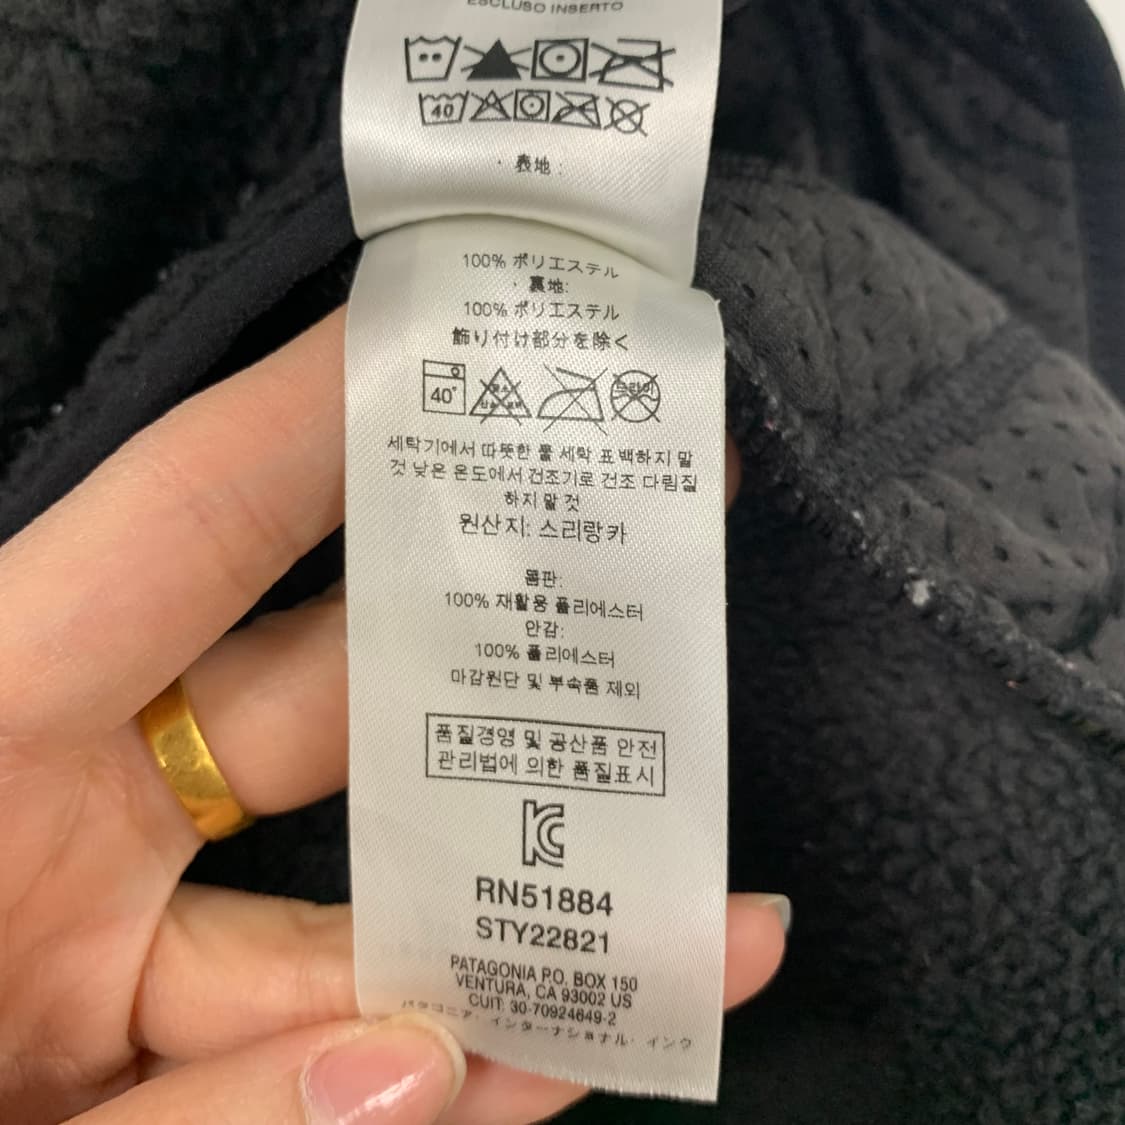 ESCLUSO INSERTO
40
・表地:
100% ポリエステル
・裏地:
100% ポリエステル
飾り付け部分を除く
40° 드라이
세탁기에서 따뜻한 물 세탁 표백하지 말
것 낮은 온도에서 건조기로 건조 다림질
하지 말 것
원산지: 스리랑카
몸판:
100% 재활용 폴리에스터
안감:
100% 폴리에스터
마감원단 및 부속품 제외
품질경영 및 공산품 안전
관리법에 의한 품질표시
KC
RN51884
STY22821
PATAGONIA P.O. BOX 150
VENTURA, CA 93002 US
CUIT: 30-70924649-2
パタゴニア・インターナショナル・インク